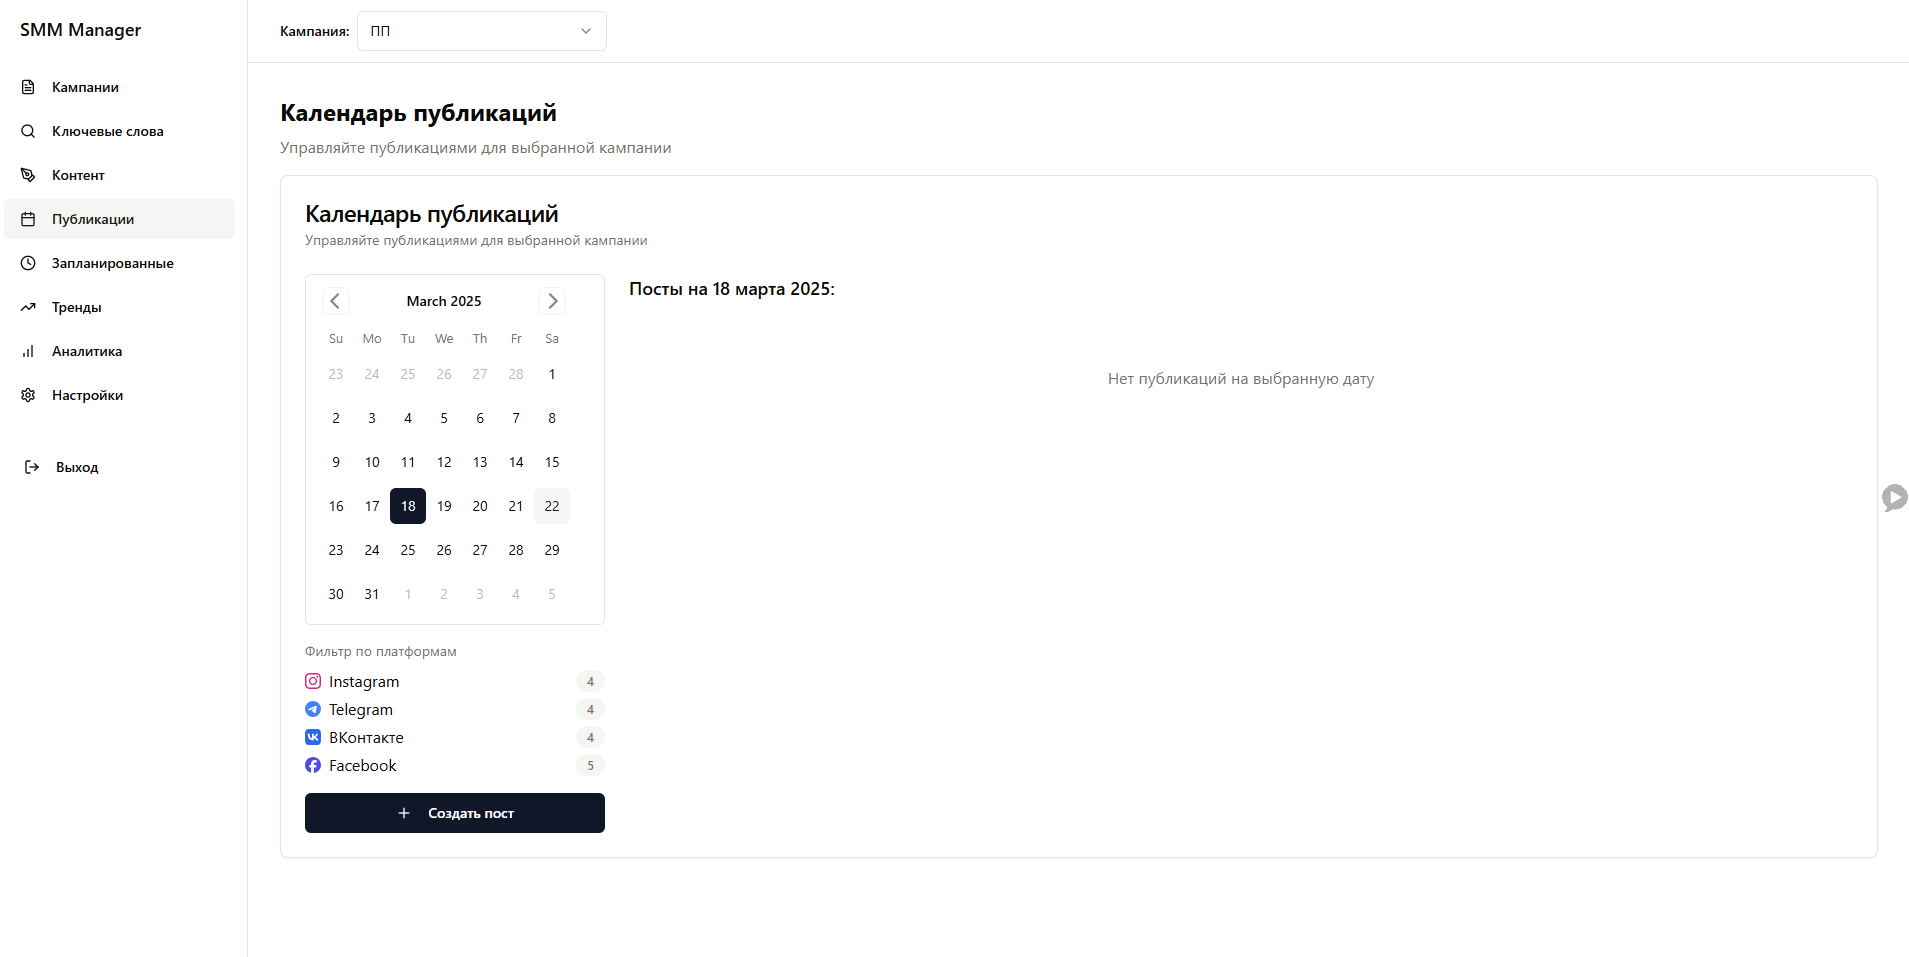 SMM Manager
Кампании
Ключевые слова
Контент
Публикации
Запланированные
Тренды
Аналитика
Настройки
Выход
Кампания: ПП
Календарь публикаций
Управляйте публикациями для выбранной кампании
Календарь публикаций
Управляйте публикациями для выбранной кампании
March 2025
Su Mo Tu We Th Fr Sa
23 24 25 26 27 28 1
2 3 4 5 6 7 8
9 10 11 12 13 14 15
16 17 18 19 20 21 22
23 24 25 26 27 28 29
30 31 1 2 3 4 5
Фильтр по платформам
Instagram 4
Telegram 4
ВКонтакте 4
Facebook 5
Создать пост
Посты на 18 марта 2025:
Нет публикаций на выбранную дату